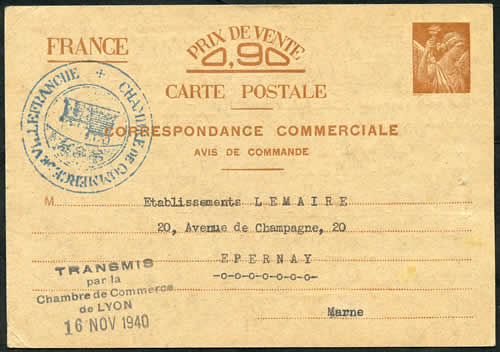 FRANCE
PRIX DE VENTE
0,90
CARTE POSTALE
CHAMBRE DE COMMERCE DE VILLEFRANCHE +
CORRESPONDANCE COMMERCIALE
AVIS DE COMMANDE
M Etablissements LEMAIRE
20, Avenue de Champagne, 20
EPERNAY
-o-o-o-o-o-o-o-
Marne
TRANSMIS
par la
Chambre de Commerce
de LYON
16 NOV 1940